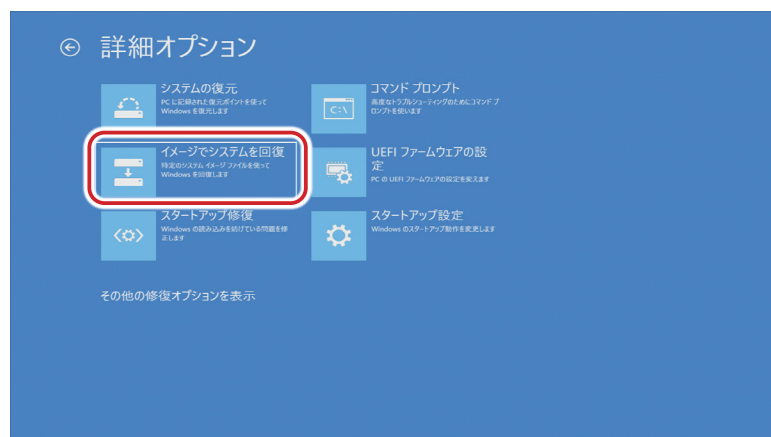 詳細オプション
システムの復元
PC に記録された復元ポイントを使って
Windows を復元します
コマンド プロンプト
高度なトラブルシューティングのためにコマンド プ
ロンプトを使います
C:\
イメージでシステムを回復
特定のシステム イメージ ファイルを使って
Windows を回復します
UEFI ファームウェアの設
定
PC の UEFI ファームウェアの設定を変えます
スタートアップ修復
Windows の読み込みを妨げている問題を修
正します
スタートアップ設定
Windows のスタートアップ動作を変更します
その他の修復オプションを表示